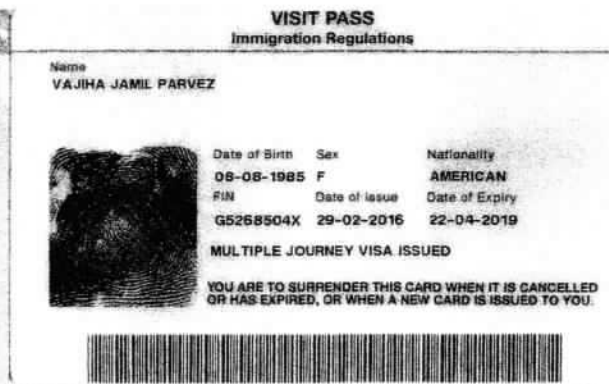 VISIT PASS
Immigration Regulations
Name
VAJIHA JAMIL PARVEZ
Date of Birth Sex Nationality
08-08-1985 F AMERICAN
FIN Date of Issue Date of Expiry
G5268504X 29-02-2016 22-04-2019
MULTIPLE JOURNEY VISA ISSUED
YOU ARE TO SURRENDER THIS CARD WHEN IT IS CANCELLED
OR HAS EXPIRED, OR WHEN A NEW CARD IS ISSUED TO YOU.